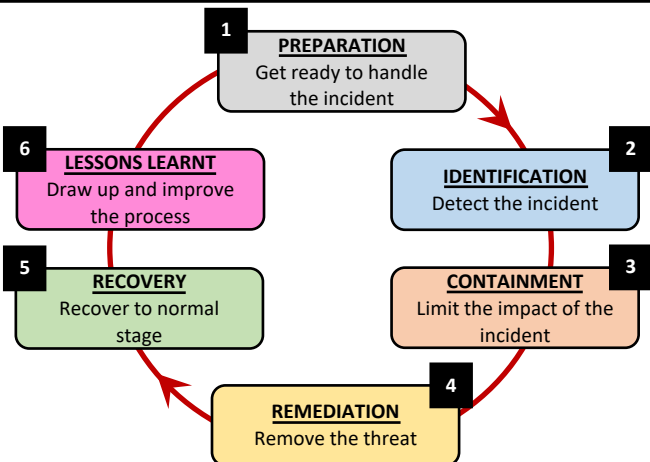 1
PREPARATION
Get ready to handle
the incident
2
IDENTIFICATION
Detect the incident
3
CONTAINMENT
Limit the impact of the
incident
4
REMEDIATION
Remove the threat
5
RECOVERY
Recover to normal
stage
6
LESSONS LEARNT
Draw up and improve
the process